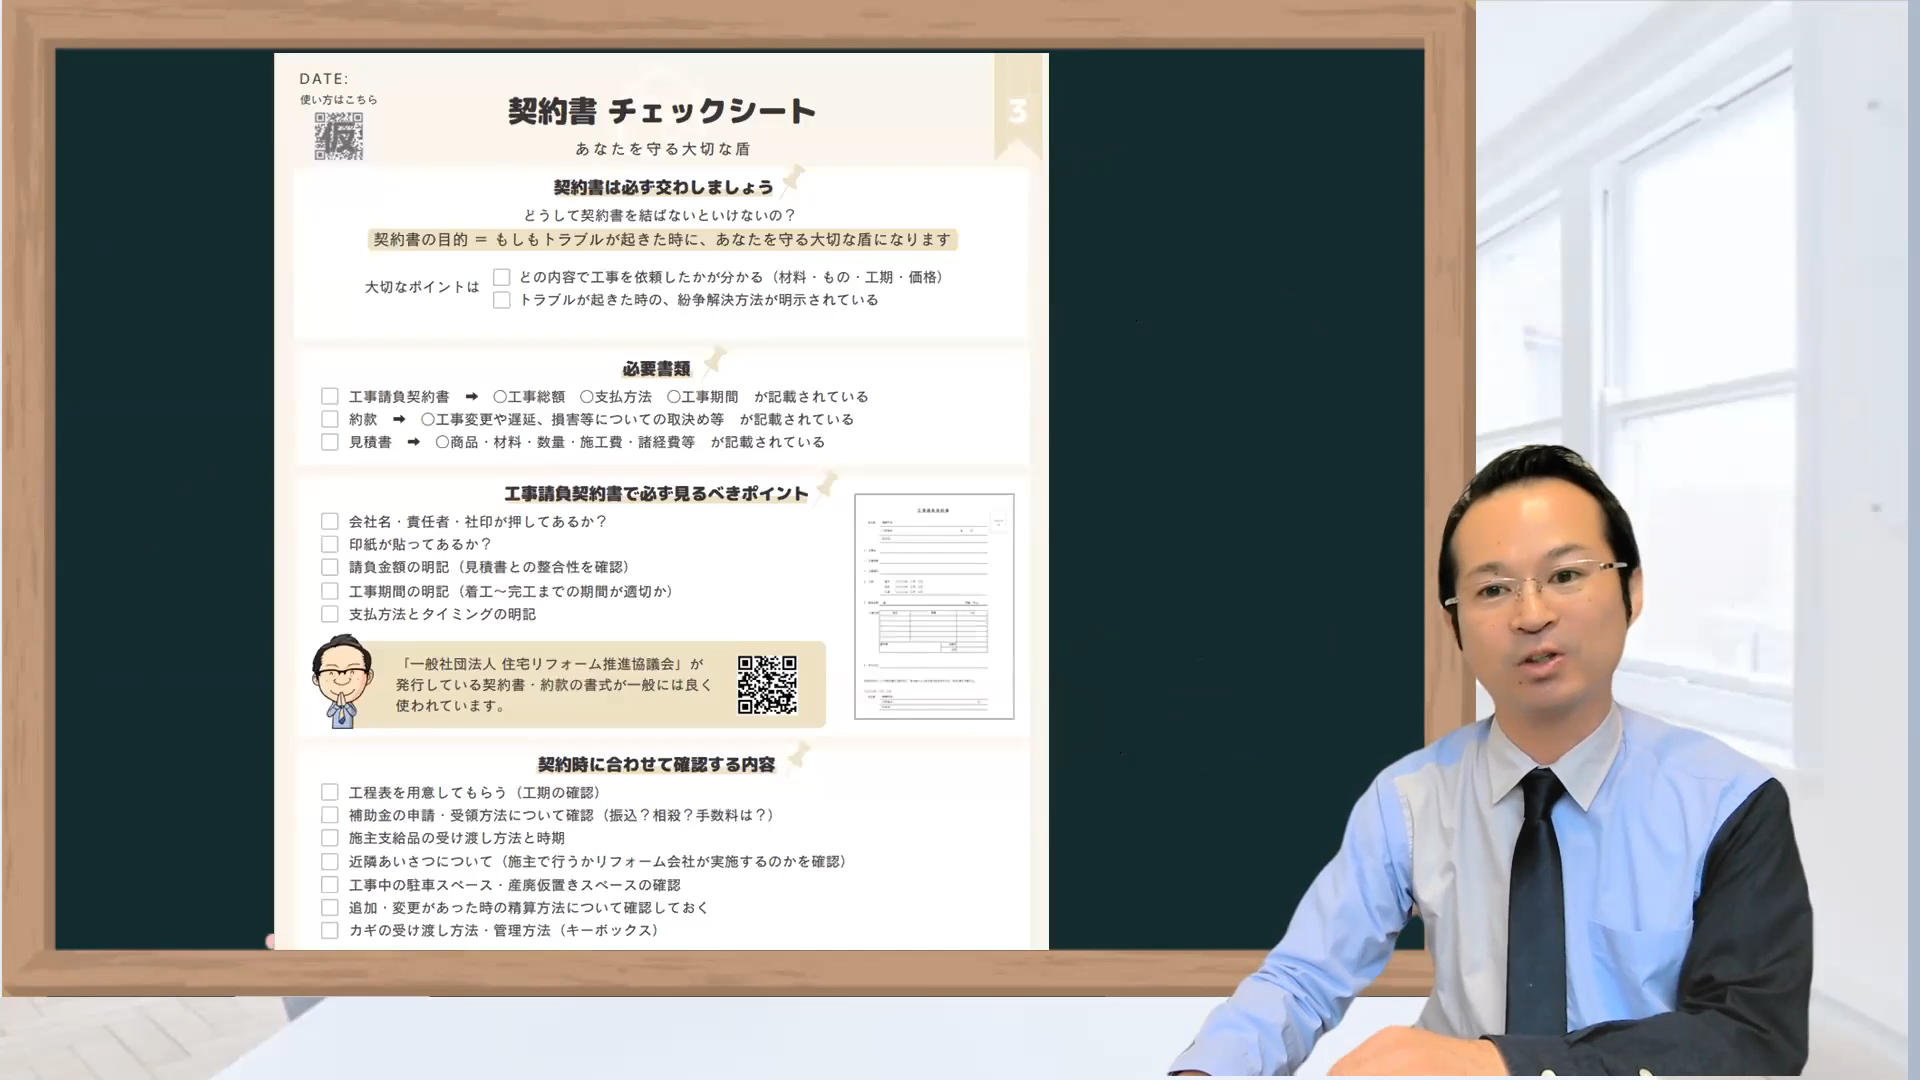 DATE:
使い方はこちら
仮
契約書 チェックシート
3
あなたを守る大切な盾
契約書は必ず交わしましょう
どうして契約書を結ばないといけないの？
契約書の目的 ＝ もしもトラブルが起きた時に、あなたを守る大切な盾になります
大切なポイントは
どの内容で工事を依頼したかが分かる（材料・もの・工期・価格）
トラブルが起きた時の、紛争解決方法が明示されている
必要書類
工事請負契約書 ➡ 〇工事総額 〇支払方法 〇工事期間 が記載されている
約款 ➡ 〇工事変更や遅延、損害等についての取決め等 が記載されている
見積書 ➡ 〇商品・材料・数量・施工費・諸経費等 が記載されている
工事請負契約書で必ず見るべきポイント
会社名・責任者・社印が押してあるか？
印紙が貼ってあるか？
請負金額の明記（見積書との整合性を確認）
工事期間の明記（着工～完工までの期間が適切か）
支払方法とタイミングの明記
工事請負契約書
「一般社団法人 住宅リフォーム推進協議会」が
発行している契約書・約款の書式が一般には良く
使われています。
契約時に合わせて確認する内容
工程表を用意してもらう（工期の確認）
補助金の申請・受領方法について確認（振込？相殺？手数料は？）
施主支給品の受け渡し方法と時期
近隣あいさつについて（施主で行うかリフォーム会社が実施するのかを確認）
工事中の駐車スペース・産廃仮置きスペースの確認
追加・変更があった時の精算方法について確認しておく
カギの受け渡し方法・管理方法（キーボックス）